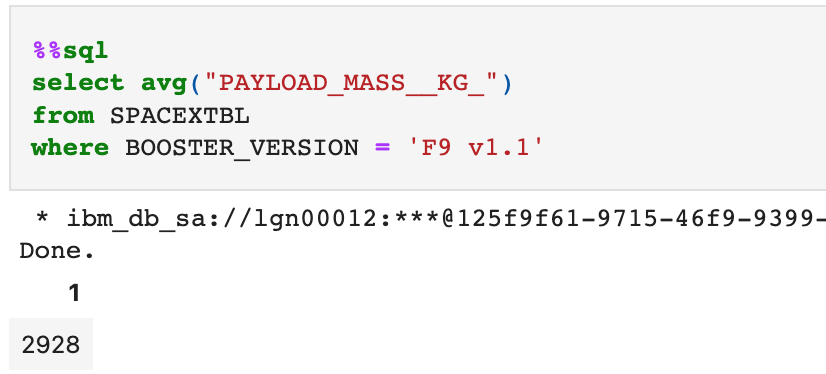 %%sql
select avg("PAYLOAD_MASS__KG_")
from SPACEXTBL
where BOOSTER_VERSION = 'F9 v1.1'
* ibm_db_sa://lgn00012:***@125f9f61-9715-46f9-9399-
Done.
1
2928